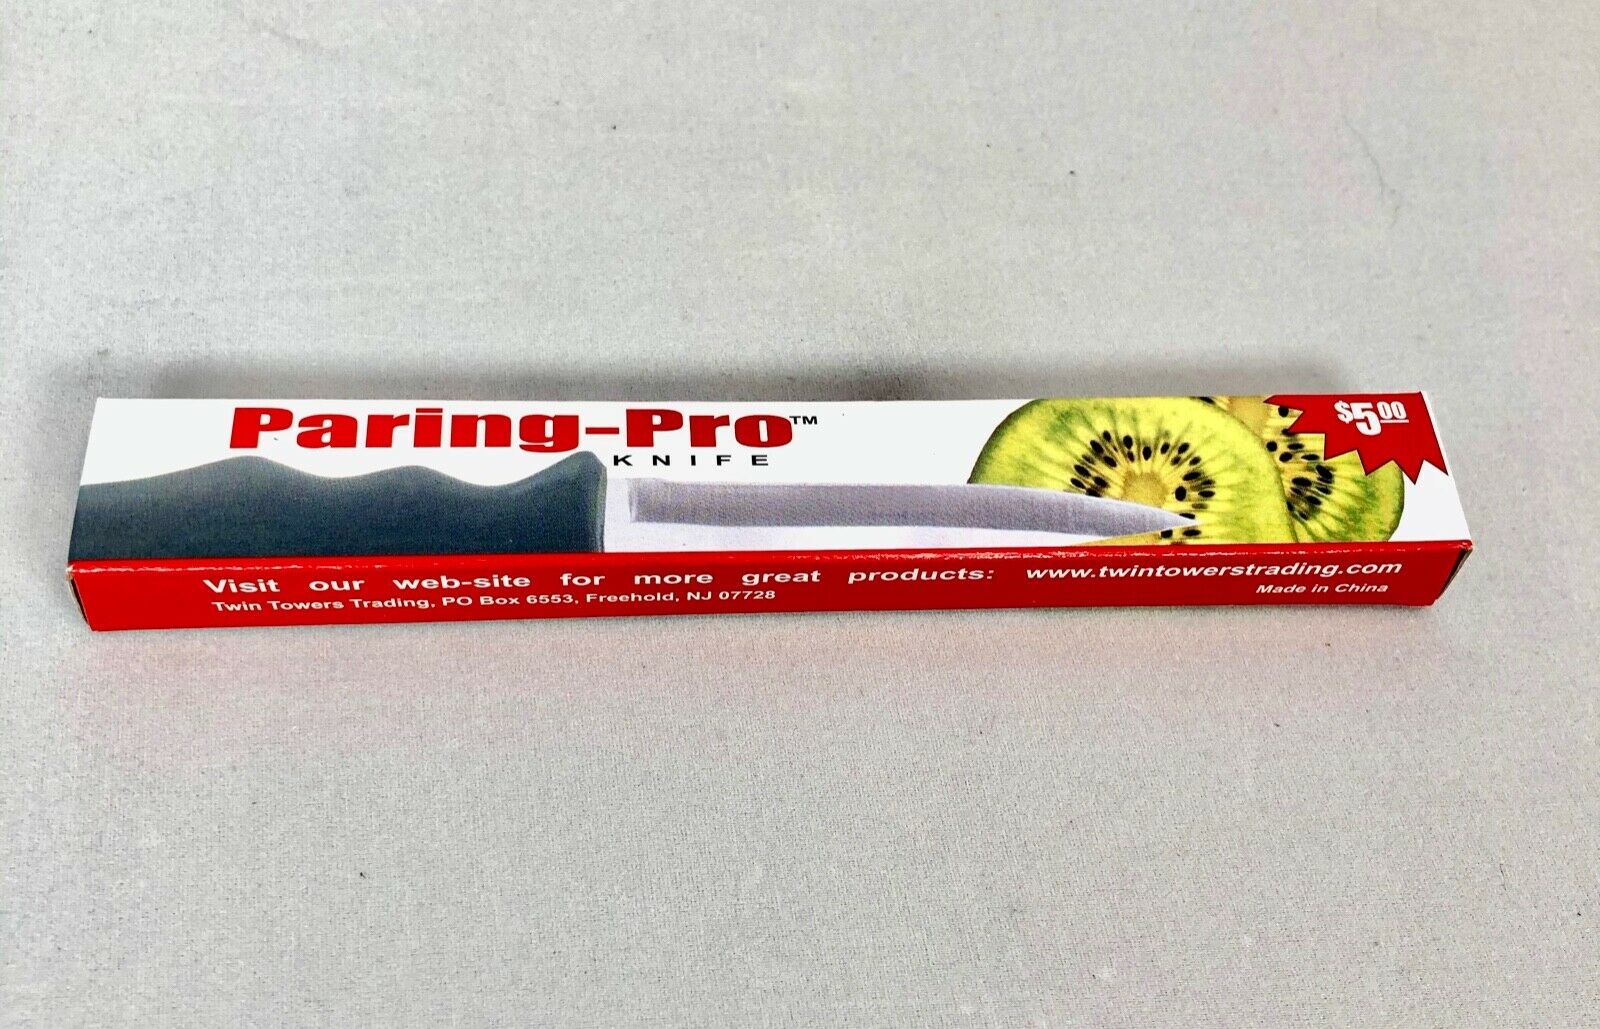 Paring-Pro™
KNIFE
$5.00
Visit our web-site for more great products: www.twintowerstrading.com
Twin Towers Trading, PO Box 6553, Freehold, NJ 07728
Made in China